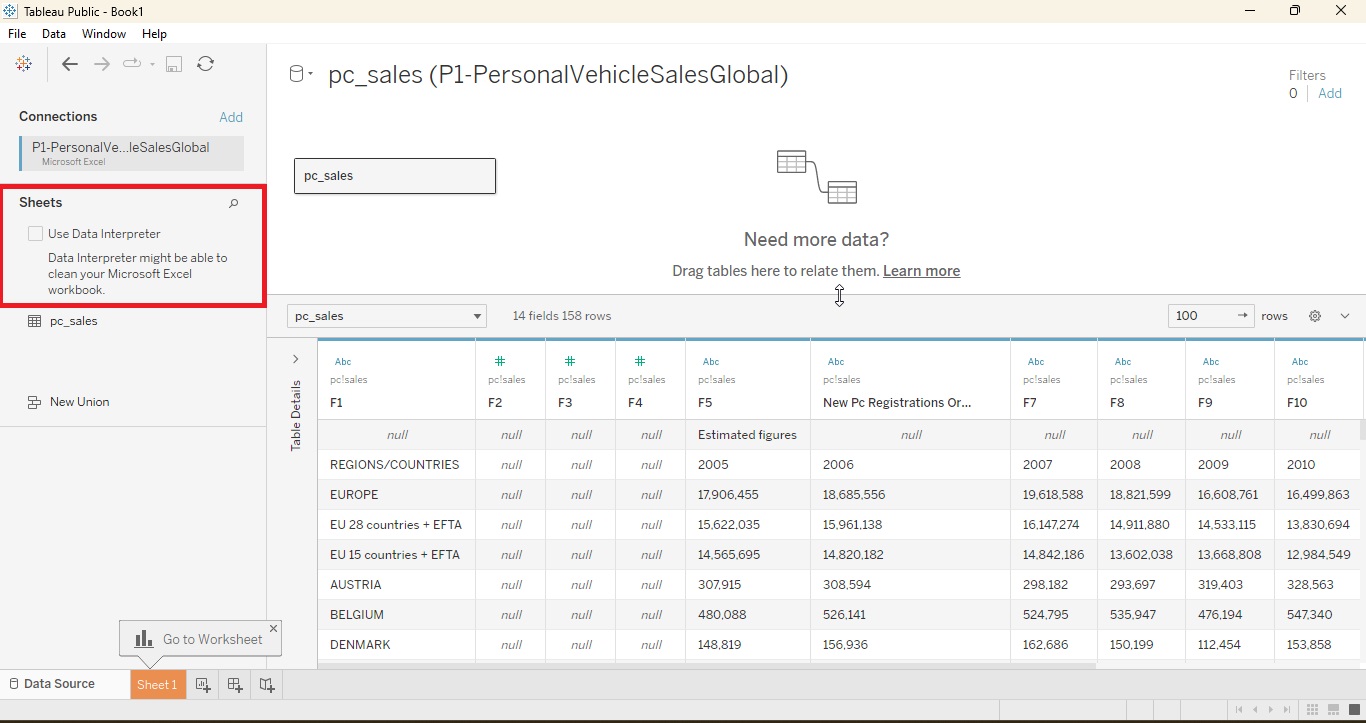 Tableau Public - Book1
File Data Window Help
Connections Add
P1-PersonalVe...leSalesGlobal
Microsoft Excel
Sheets
Use Data Interpreter
Data Interpreter might be able to
clean your Microsoft Excel
workbook.
pc_sales
New Union
pc_sales (P1-PersonalVehicleSalesGlobal)
Filters
0 Add
pc_sales
Need more data?
Drag tables here to relate them. Learn more
pc_sales 14 fields 158 rows 100 rows
Table Details
Abc # # # Abc Abc Abc Abc Abc Abc
pc!sales pc!sales pc!sales pc!sales pc!sales pc!sales pc!sales pc!sales pc!sales pc!sales
F1 F2 F3 F4 F5 New Pc Registrations Or... F7 F8 F9 F10
null null null null Estimated figures null null null null null
REGIONS/COUNTRIES null null null 2005 2006 2007 2008 2009 2010
EUROPE null null null 17,906,455 18,685,556 19,618,588 18,821,599 16,608,761 16,499,863
EU 28 countries + EFTA null null null 15,622,035 15,961,138 16,147,274 14,911,880 14,533,115 13,830,694
EU 15 countries + EFTA null null null 14,565,695 14,820,182 14,842,186 13,602,038 13,668,808 12,984,549
AUSTRIA null null null 307,915 308,594 298,182 293,697 319,403 328,563
BELGIUM null null null 480,088 526,141 524,795 535,947 476,194 547,340
DENMARK null null null 148,819 156,936 162,686 150,199 112,454 153,858
Go to Worksheet
Data Source Sheet 1